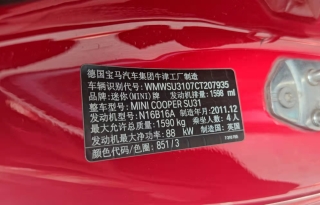 德国宝马汽车集团牛津工厂制造
车辆识别代号: WMWSU3107CT207935
品牌: 迷你(MINI) 发动机排量: 1598 ml
整车型号: MINI COOPER SU31
发动机型号: N16B16A 制造年月: 2011.12
最大允许总质量: 1590 kg 乘坐人数: 4 人
发动机最大净功率: 88 kW 制造国: 英国
颜色代码/色圈: 851/3